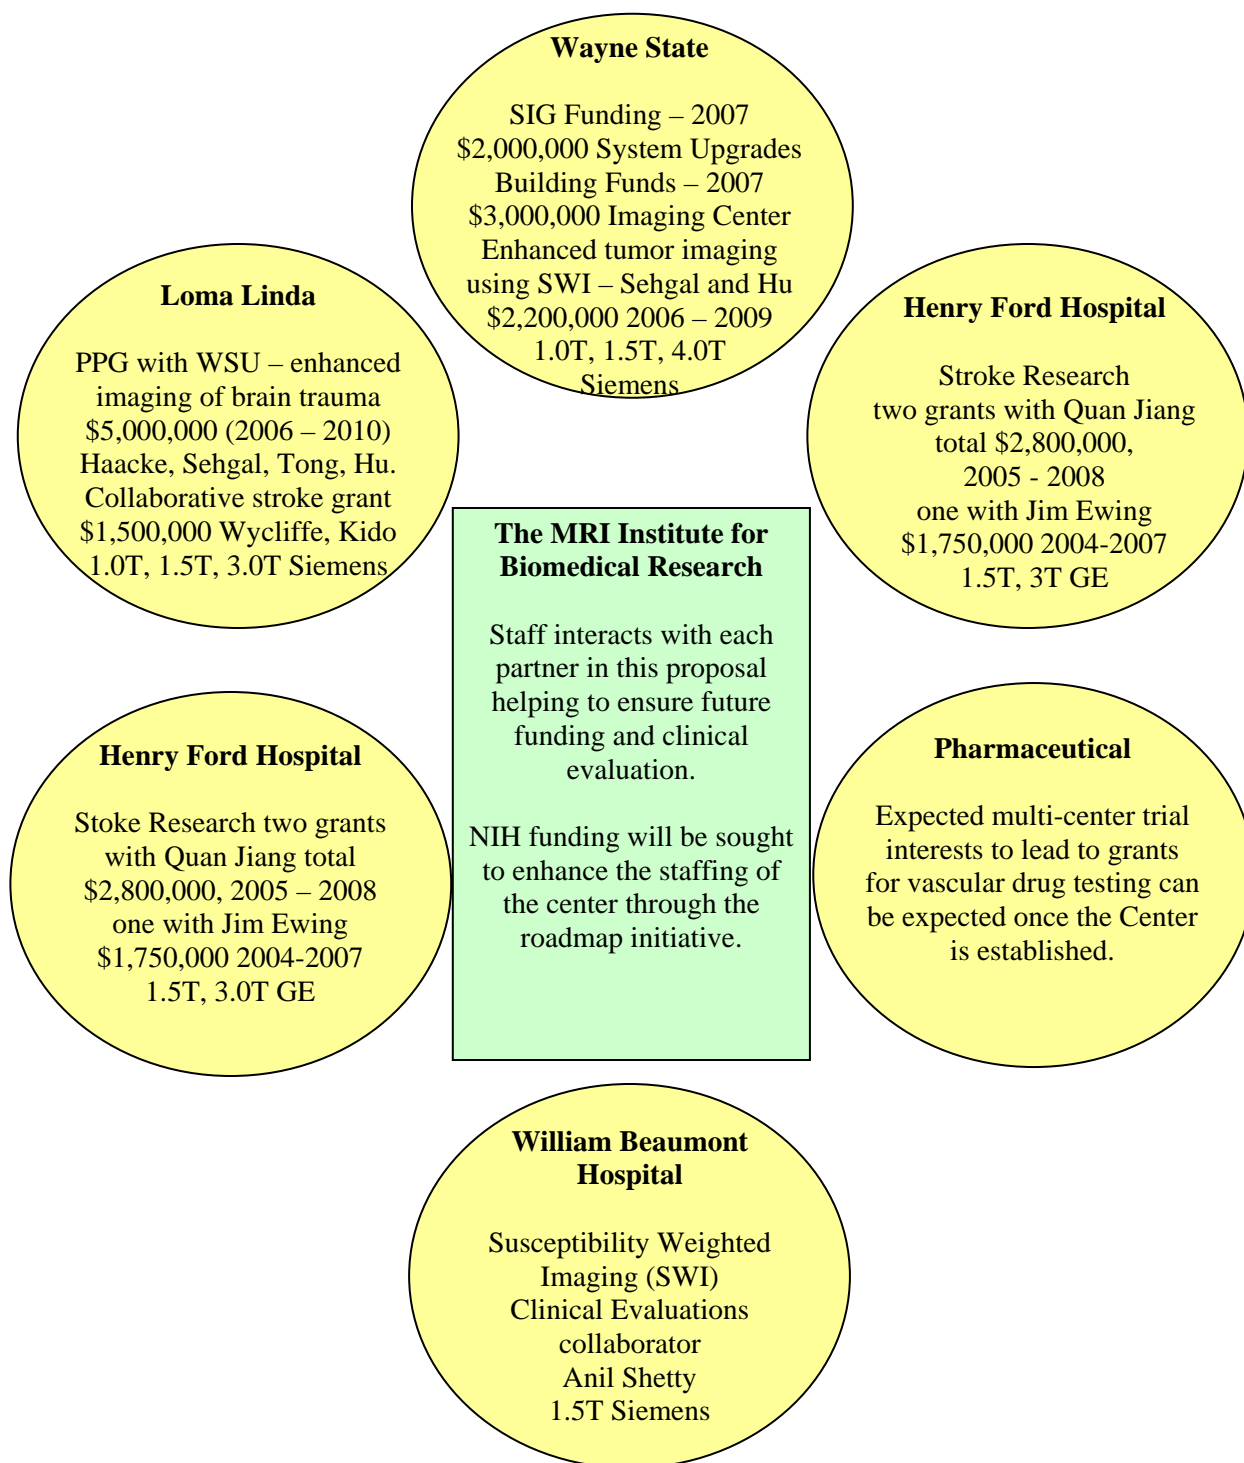 Wayne State
SIG Funding – 2007
$2,000,000 System Upgrades
Building Funds – 2007
$3,000,000 Imaging Center
Enhanced tumor imaging
using SWI – Sehgal and Hu
$2,200,000 2006 – 2009
1.0T, 1.5T, 4.0T
Siemens
Loma Linda
PPG with WSU – enhanced
imaging of brain trauma
$5,000,000 (2006 – 2010)
Haacke, Sehgal, Tong, Hu.
Collaborative stroke grant
$1,500,000 Wycliffe, Kido
1.0T, 1.5T, 3.0T Siemens
Henry Ford Hospital
Stroke Research
two grants with Quan Jiang
total $2,800,000,
2005 - 2008
one with Jim Ewing
$1,750,000 2004-2007
1.5T, 3T GE
The MRI Institute for
Biomedical Research
Staff interacts with each
partner in this proposal
helping to ensure future
funding and clinical
evaluation.
NIH funding will be sought
to enhance the staffing of
the center through the
roadmap initiative.
Henry Ford Hospital
Stoke Research two grants
with Quan Jiang total
$2,800,000, 2005 – 2008
one with Jim Ewing
$1,750,000 2004-2007
1.5T, 3.0T GE
Pharmaceutical
Expected multi-center trial
interests to lead to grants
for vascular drug testing can
be expected once the Center
is established.
William Beaumont
Hospital
Susceptibility Weighted
Imaging (SWI)
Clinical Evaluations
collaborator
Anil Shetty
1.5T Siemens